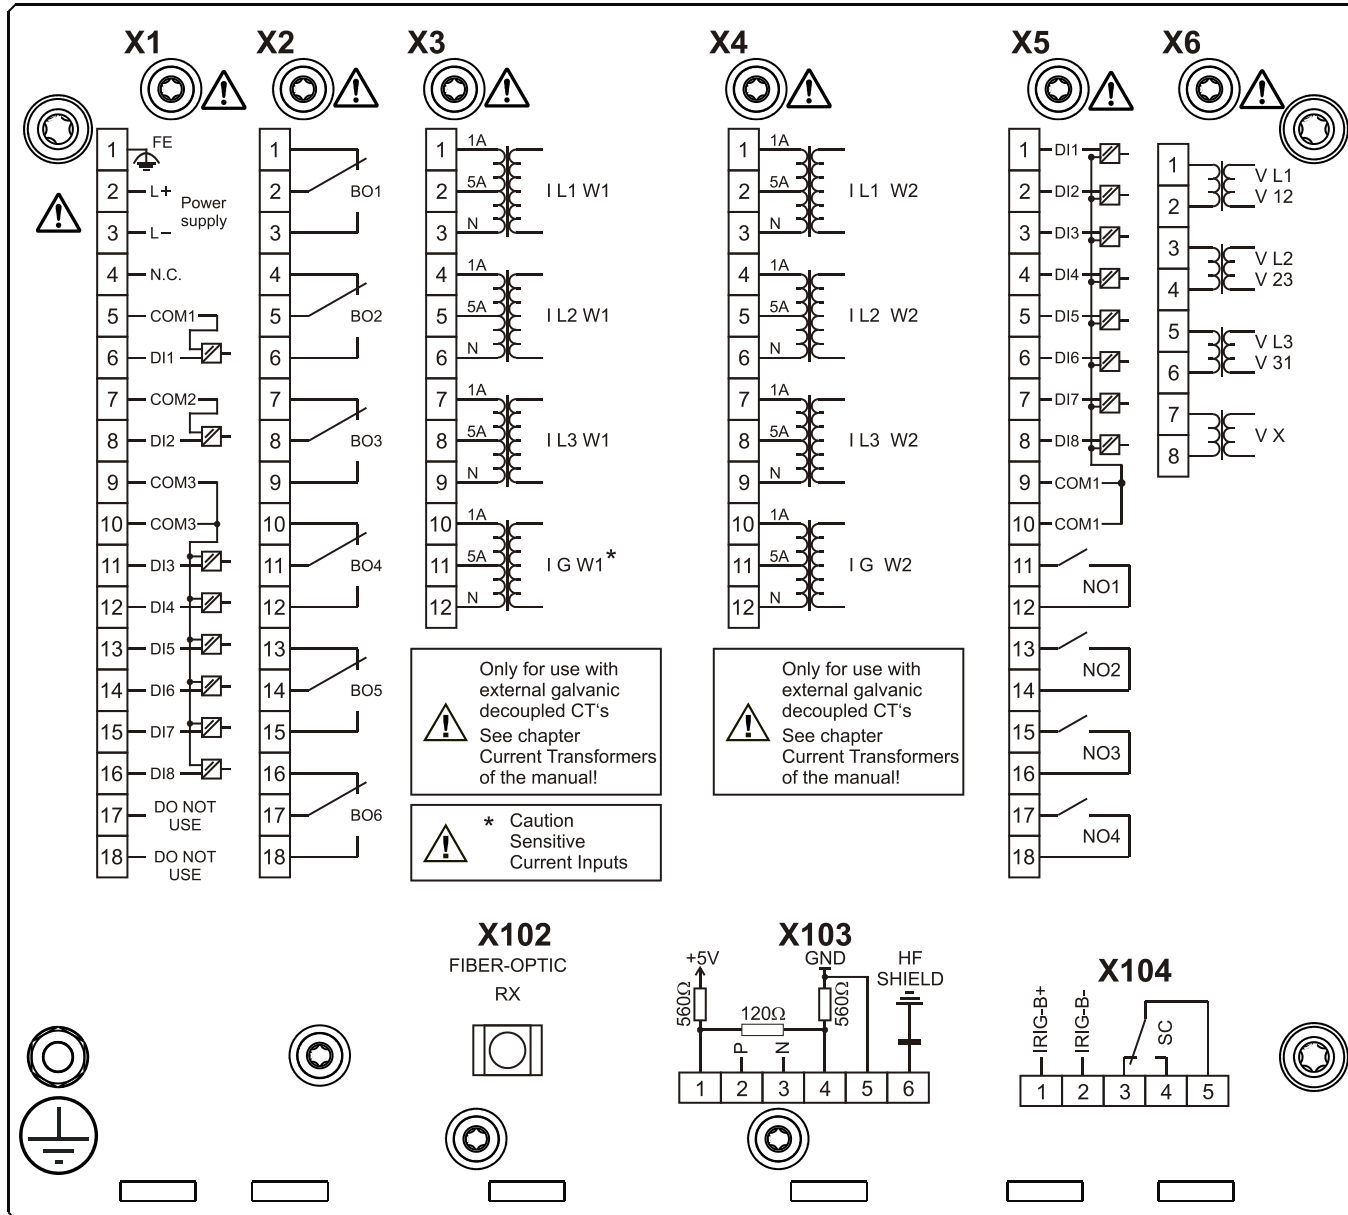 X1
X2
X3
X4
X5
X6
1 FE
2 L+ Power
supply
3 L–
4 N.C.
5 COM1
6 DI1
7 COM2
8 DI2
9 COM3
10 COM3
11 DI3
12 DI4
13 DI5
14 DI6
15 DI7
16 DI8
17 DO NOT
USE
18 DO NOT
USE
1
2 BO1
3
4
5 BO2
6
7
8 BO3
9
10
11 BO4
12
13
14 BO5
15
16
17 BO6
18
1 1A
2 5A I L1 W1
3 N
4 1A
5 5A I L2 W1
6 N
7 1A
8 5A I L3 W1
9 N
10 1A
11 5A I G W1*
12 N
Only for use with
external galvanic
decoupled CT‘s
See chapter
Current Transformers
of the manual!
* Caution
Sensitive
Current Inputs
1 1A
2 5A I L1 W2
3 N
4 1A
5 5A I L2 W2
6 N
7 1A
8 5A I L3 W2
9 N
10 1A
11 5A I G W2
12 N
Only for use with
external galvanic
decoupled CT‘s
See chapter
Current Transformers
of the manual!
1 DI1
2 DI2
3 DI3
4 DI4
5 DI5
6 DI6
7 DI7
8 DI8
9 COM1
10 COM1
11
NO1
12
13
NO2
14
15
NO3
16
17
NO4
18
1 V L1
2 V 12
3 V L2
4 V 23
5 V L3
6 V 31
7 V X
8
X102
FIBER-OPTIC
RX
X103
+5V GND HF
SHIELD
560Ω 120Ω 560Ω
P N
1 2 3 4 5 6
X104
IRIG-B+ IRIG-B- SC
1 2 3 4 5